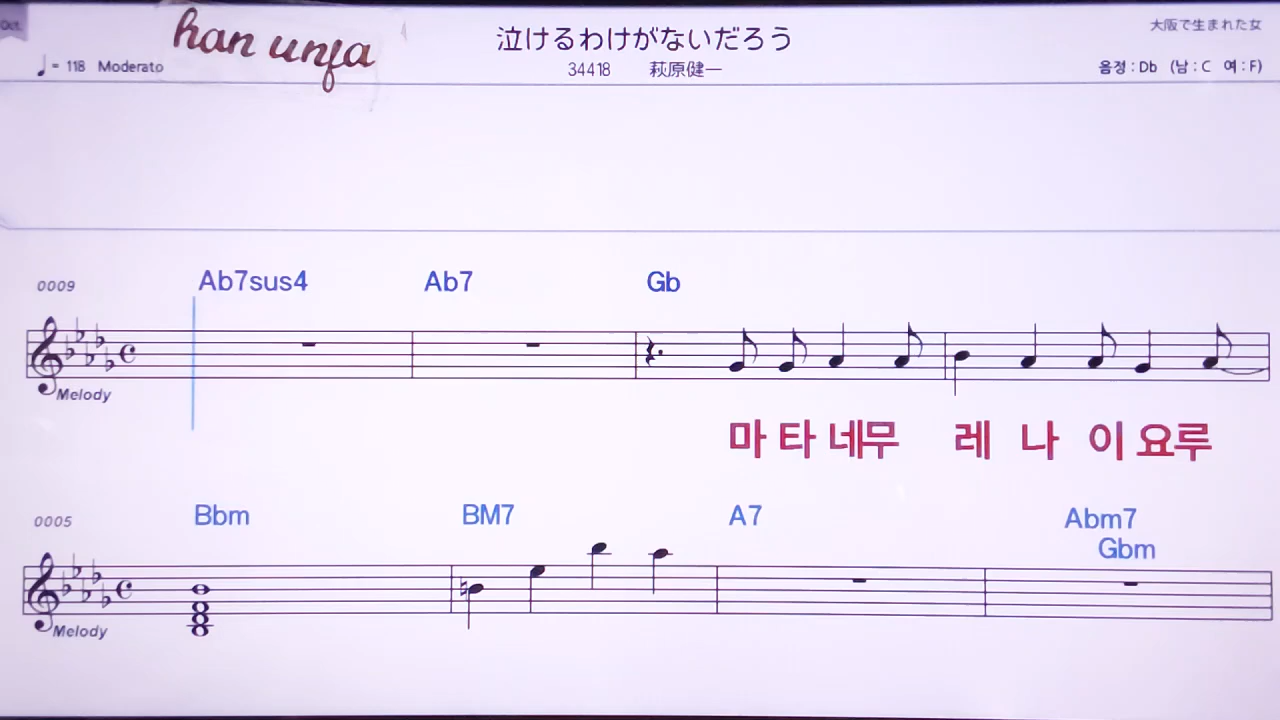 Oct.
han unfa
泣けるわけがないだろう
大阪で生まれた女
♩= 118 Moderato
34418 萩原健一
음정 : Db (남 : C 여 : F)
0009
Ab7sus4 Ab7 Gb
Melody
마 타 네무 레 나 이 요루
0005
Bbm BM7 A7 Abm7
Gbm
Melody